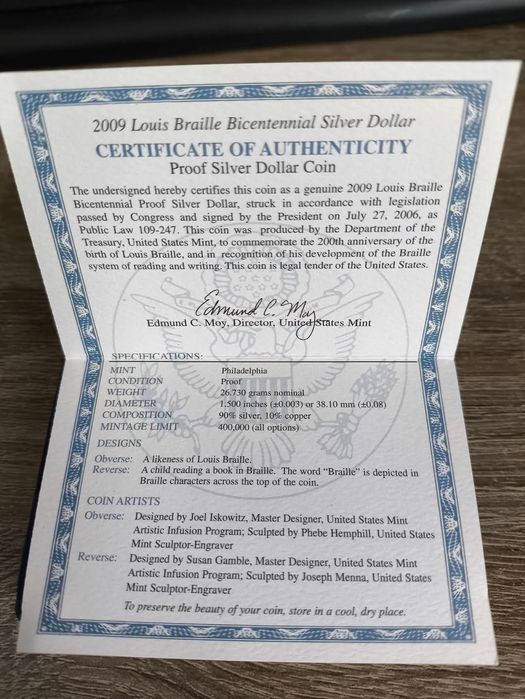 2009 Louis Braille Bicentennial Silver Dollar
CERTIFICATE OF AUTHENTICITY
Proof Silver Dollar Coin
The undersigned hereby certifies this coin as a genuine 2009 Louis Braille
Bicentennial Proof Silver Dollar, struck in accordance with legislation
passed by Congress and signed by the President on July 27, 2006, as
Public Law 109-247. This coin was produced by the Department of the
Treasury, United States Mint, to commemorate the 200th anniversary of the
birth of Louis Braille, and in recognition of his development of the Braille
system of reading and writing. This coin is legal tender of the United States.
Edmund C. Moy
Edmund C. Moy, Director, United States Mint
SPECIFICATIONS:
MINT Philadelphia
CONDITION Proof
WEIGHT 26.730 grams nominal
DIAMETER 1.500 inches (±0.003) or 38.10 mm (±0.08)
COMPOSITION 90% silver, 10% copper
MINTAGE LIMIT 400,000 (all options)
DESIGNS
Obverse: A likeness of Louis Braille.
Reverse: A child reading a book in Braille. The word “Braille” is depicted in
Braille characters across the top of the coin.
COIN ARTISTS
Obverse: Designed by Joel Iskowitz, Master Designer, United States Mint
Artistic Infusion Program; Sculpted by Phebe Hemphill, United States
Mint Sculptor-Engraver
Reverse: Designed by Susan Gamble, Master Designer, United States Mint
Artistic Infusion Program; Sculpted by Joseph Menna, United States
Mint Sculptor-Engraver
To preserve the beauty of your coin, store in a cool, dry place.